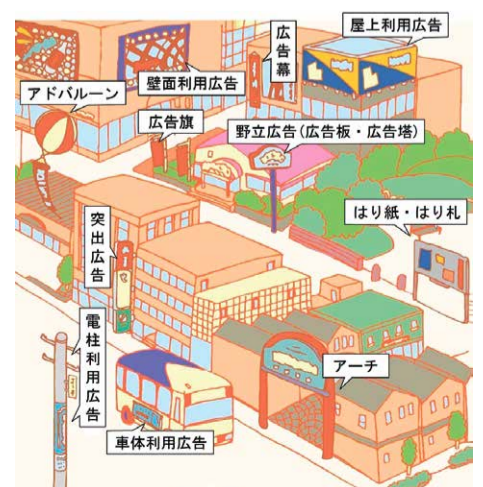 屋上利用広告
広告幕
壁面利用広告
アドバルーン
広告旗
野立広告(広告板・広告塔)
はり紙・はり札
突出広告
電柱利用広告
アーチ
車体利用広告